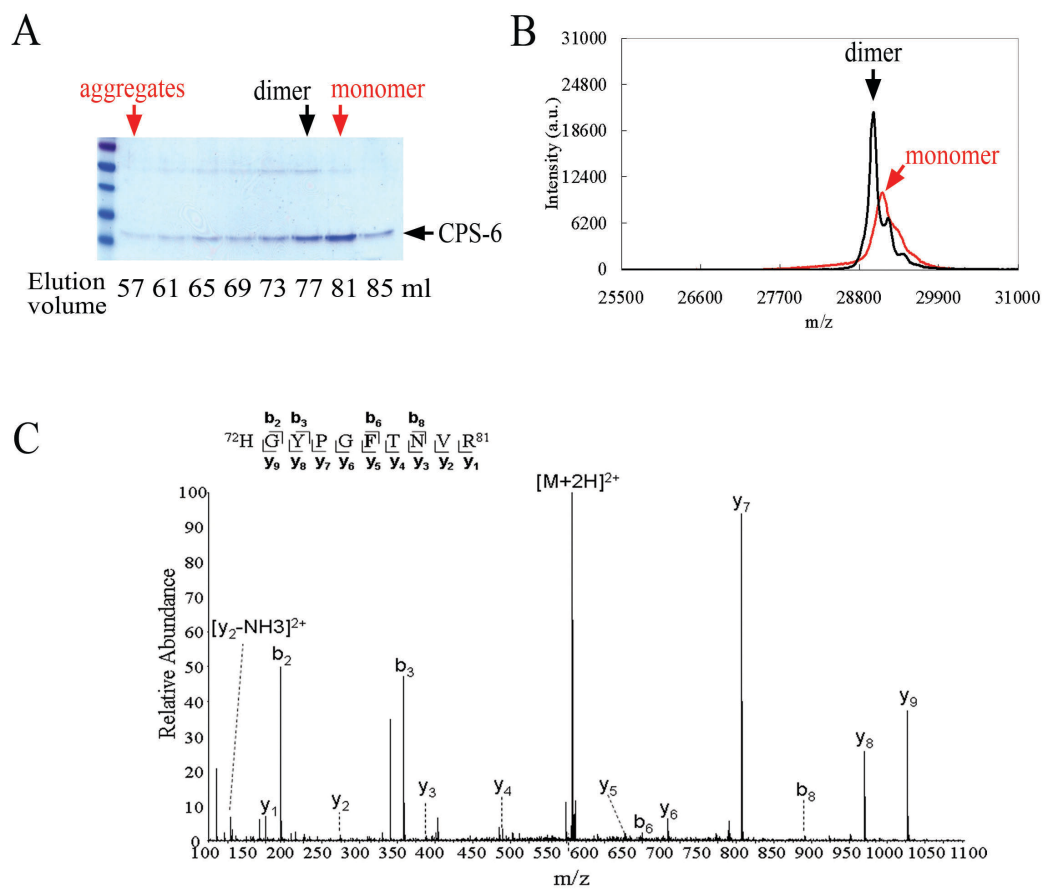 A
aggregates
dimer
monomer
CPS-6
Elution volume
57 61 65 69 73 77 81 85 ml
B
31000
24800
18600
12400
6200
0
Intensity (a.u.)
dimer
monomer
25500 26600 27700 28800 29900 31000
m/z
C
b2 b3 b6 b8
72H G Y P G F T N V R81
y9 y8 y7 y6 y5 y4 y3 y2 y1
[M+2H]2+
y7
[y2-NH3]2+
b2
b3
y9
y8
y1
y2
y3
y4
y5
b6
y6
b8
100
90
80
70
60
50
40
30
20
10
0
Relative Abundance
100 150 200 250 300 350 400 450 500 550 600 650 700 750 800 850 900 950 1000 1100
m/z